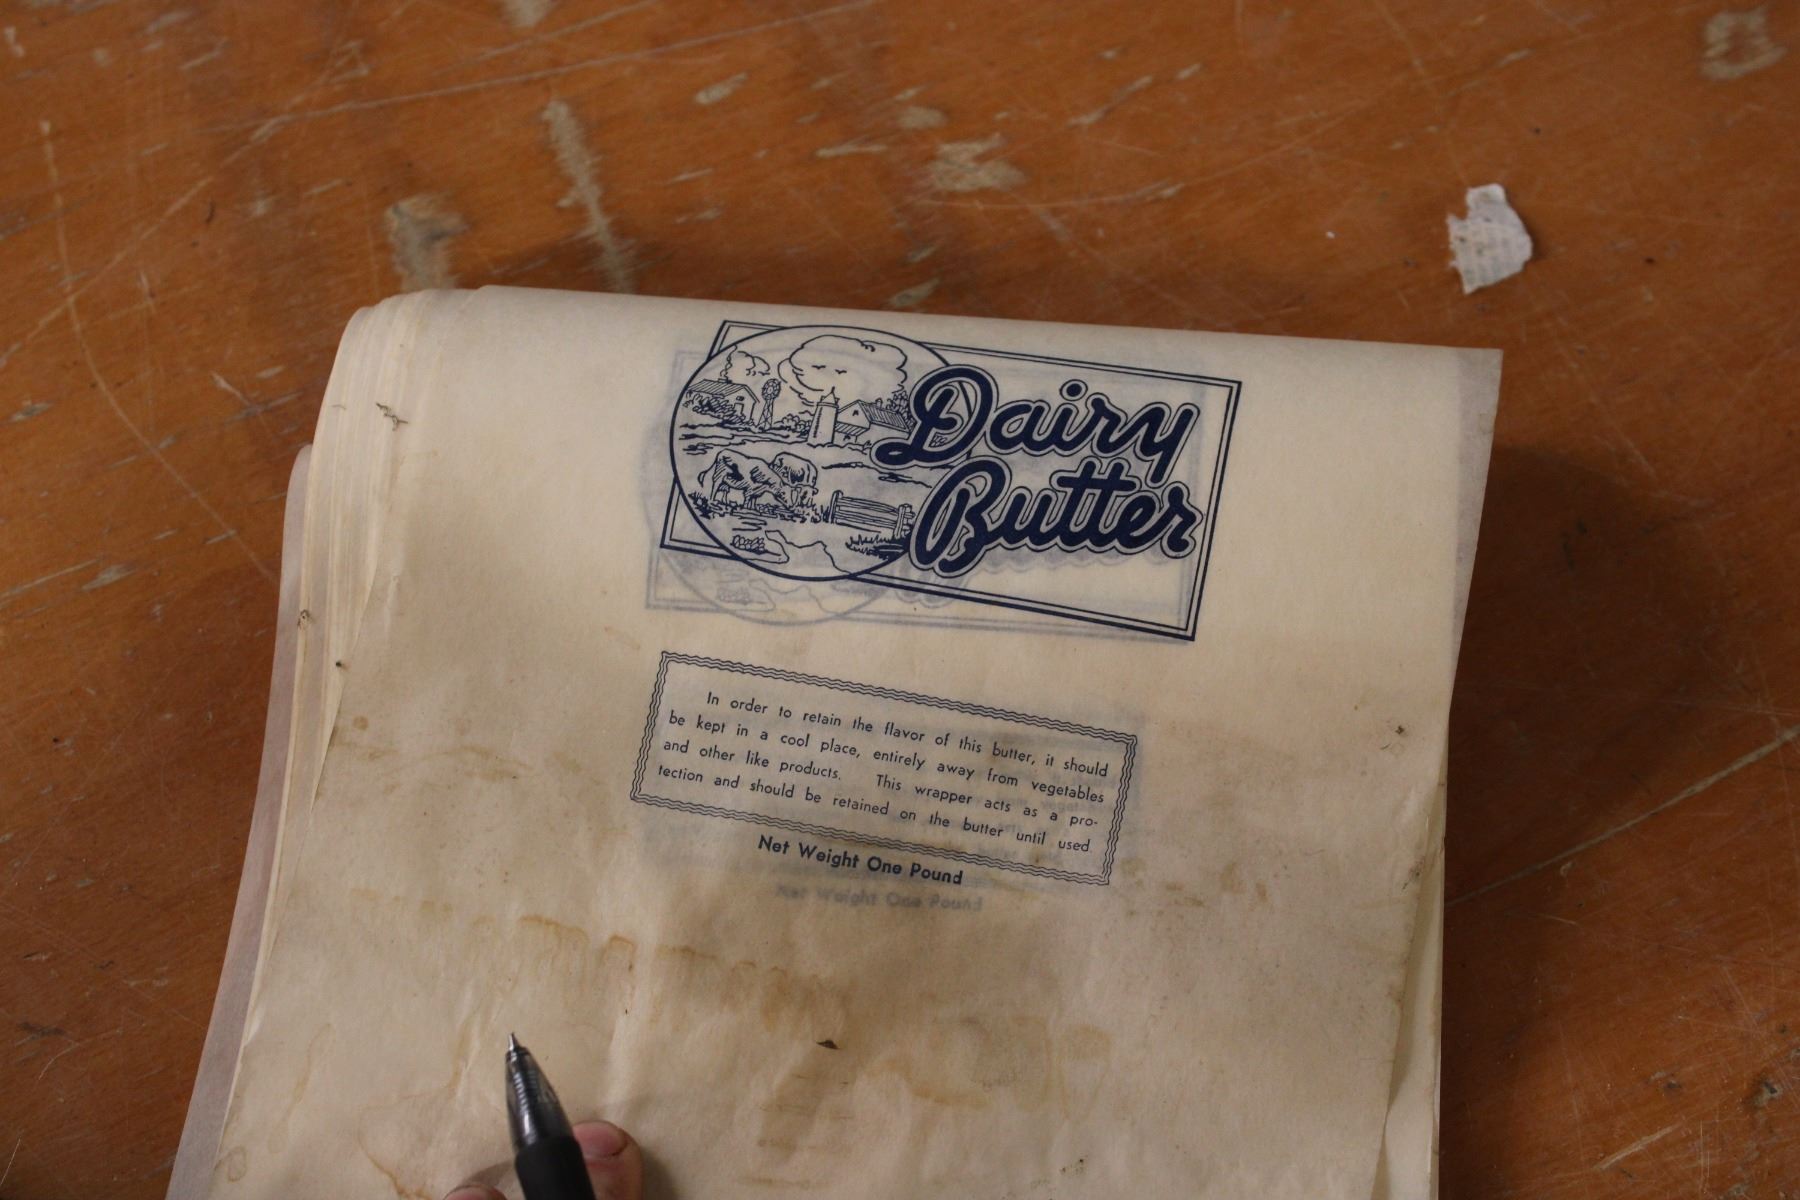 Dairy
Butter
In order to retain the flavor of this butter, it should
be kept in a cool place, entirely away from vegetables
and other like products. This wrapper acts as a pro-
tection and should be retained on the butter until used
Net Weight One Pound
Net Weight One Pound